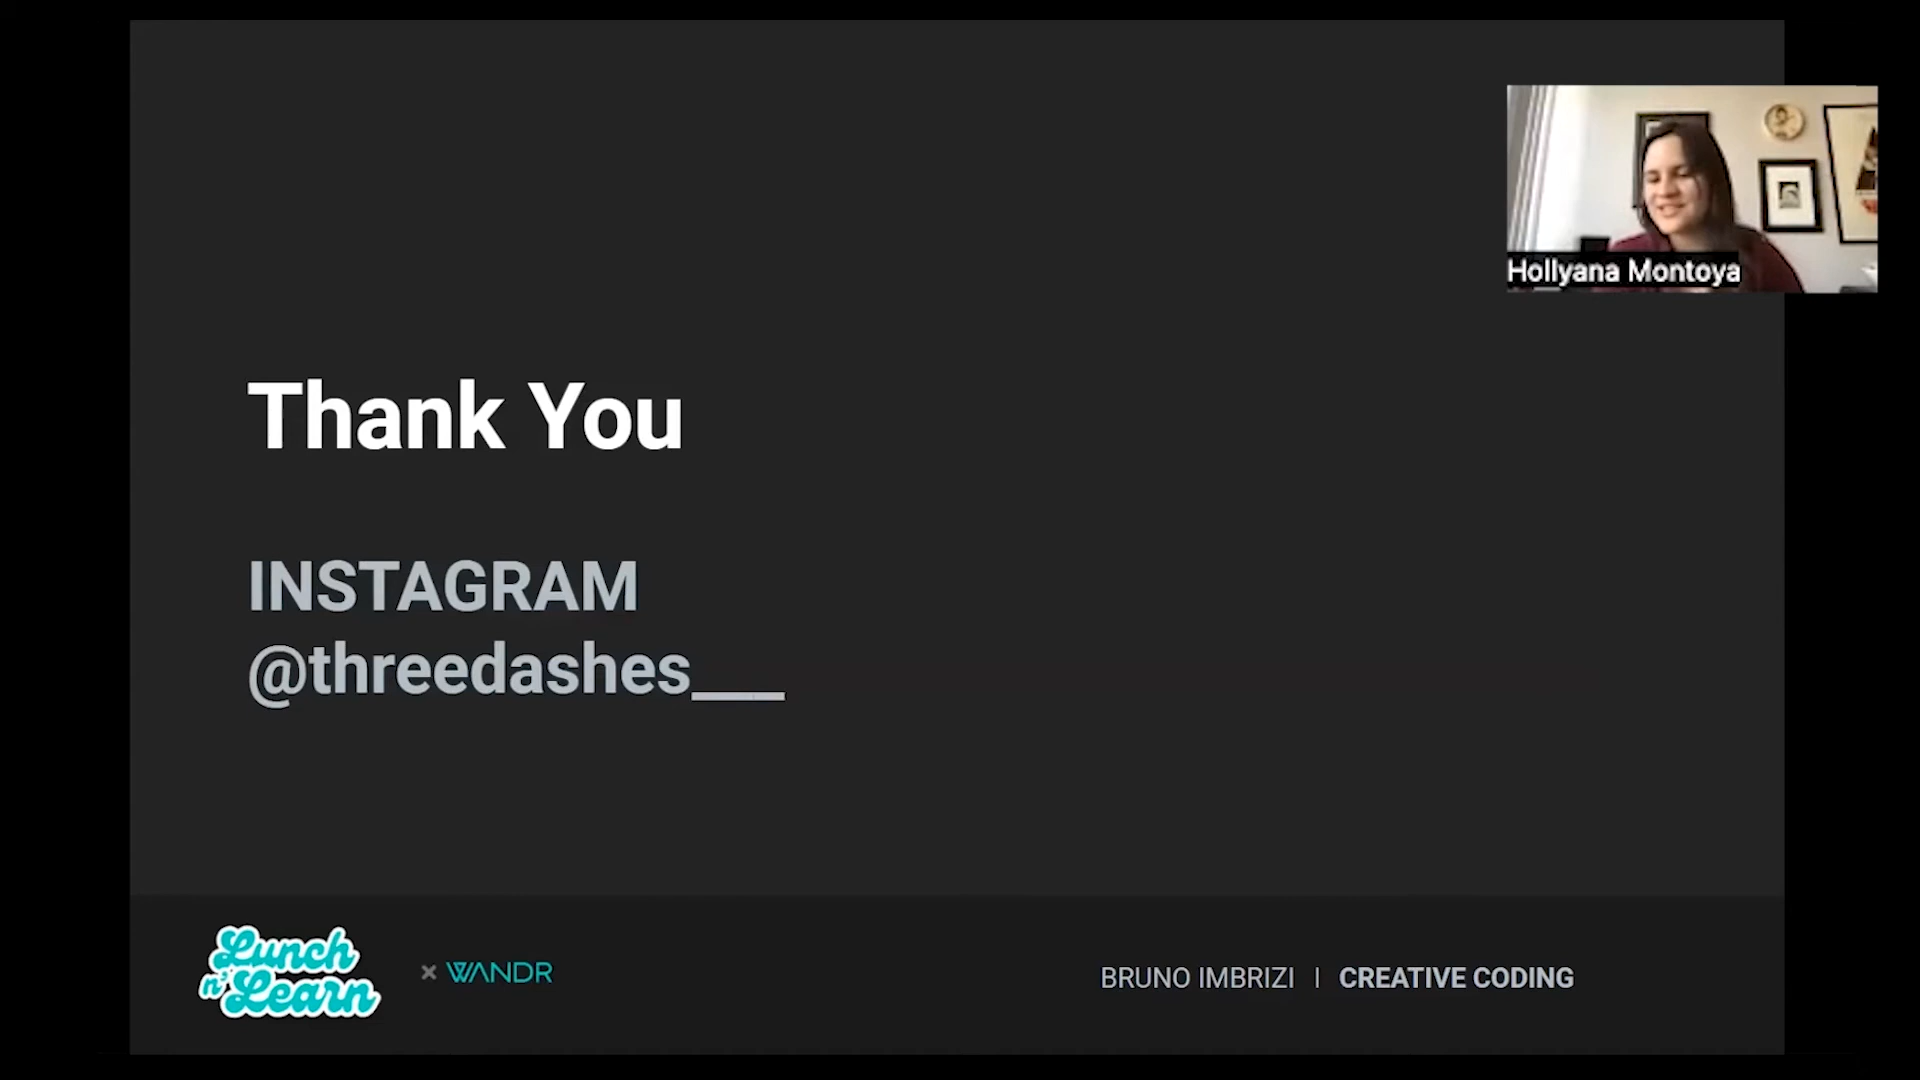 Hollyana Montoya
Thank You
INSTAGRAM
@threedashes___
Lunch
n' Learn
× WANDR
BRUNO IMBRIZI | CREATIVE CODING